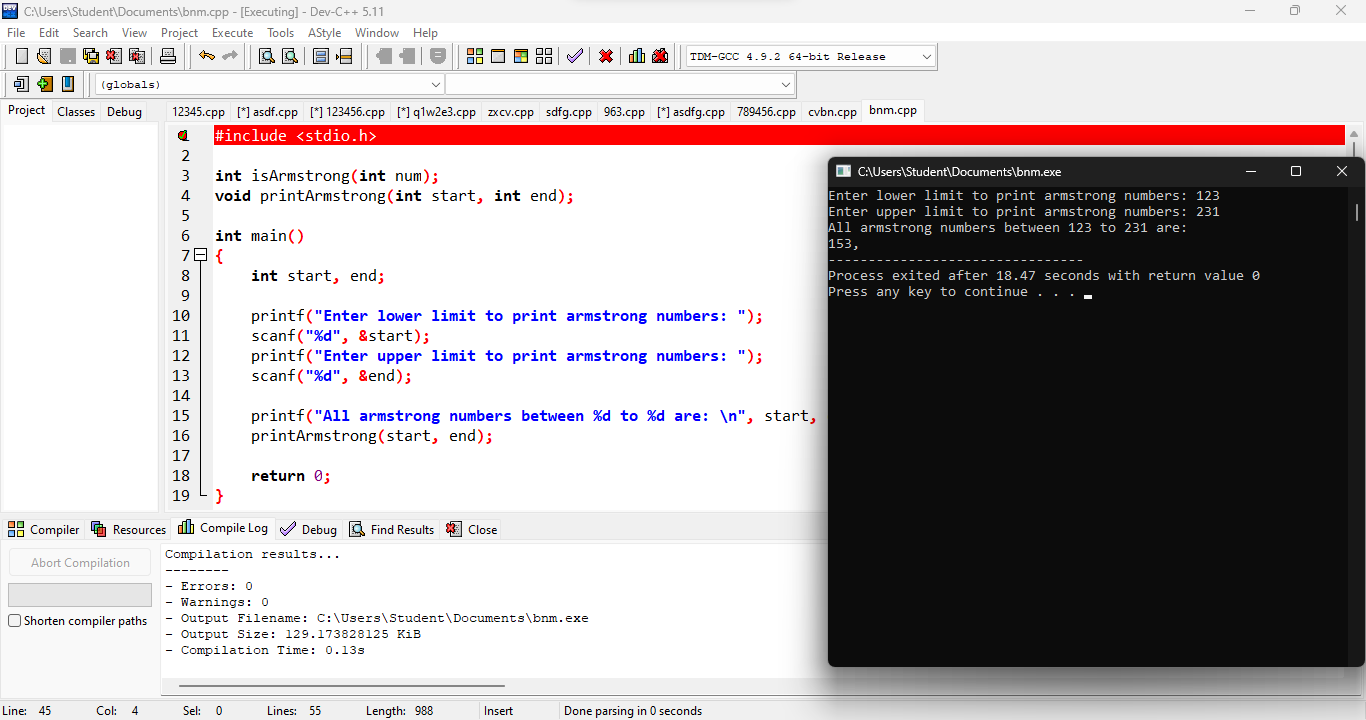 C:\Users\Student\Documents\bnm.cpp - [Executing] - Dev-C++ 5.11
File Edit Search View Project Execute Tools AStyle Window Help
TDM-GCC 4.9.2 64-bit Release
(globals)
Project Classes Debug
12345.cpp [*] asdf.cpp [*] 123456.cpp [*] q1w2e3.cpp zxcv.cpp sdfg.cpp 963.cpp [*] asdfg.cpp 789456.cpp cvbn.cpp bnm.cpp
1 #include <stdio.h>
2
3 int isArmstrong(int num);
4 void printArmstrong(int start, int end);
5
6 int main()
7 {
8 int start, end;
9
10 printf("Enter lower limit to print armstrong numbers: ");
11 scanf("%d", &start);
12 printf("Enter upper limit to print armstrong numbers: ");
13 scanf("%d", &end);
14
15 printf("All armstrong numbers between %d to %d are: \n", start,
16 printArmstrong(start, end);
17
18 return 0;
19 }
C:\Users\Student\Documents\bnm.exe
Enter lower limit to print armstrong numbers: 123
Enter upper limit to print armstrong numbers: 231
All armstrong numbers between 123 to 231 are:
153,
--------------------------------
Process exited after 18.47 seconds with return value 0
Press any key to continue . . .
Compiler Resources Compile Log Debug Find Results Close
Abort Compilation
Shorten compiler paths
Compilation results...
--------
- Errors: 0
- Warnings: 0
- Output Filename: C:\Users\Student\Documents\bnm.exe
- Output Size: 129.173828125 KiB
- Compilation Time: 0.13s
Line: 45 Col: 4 Sel: 0 Lines: 55 Length: 988 Insert Done parsing in 0 seconds